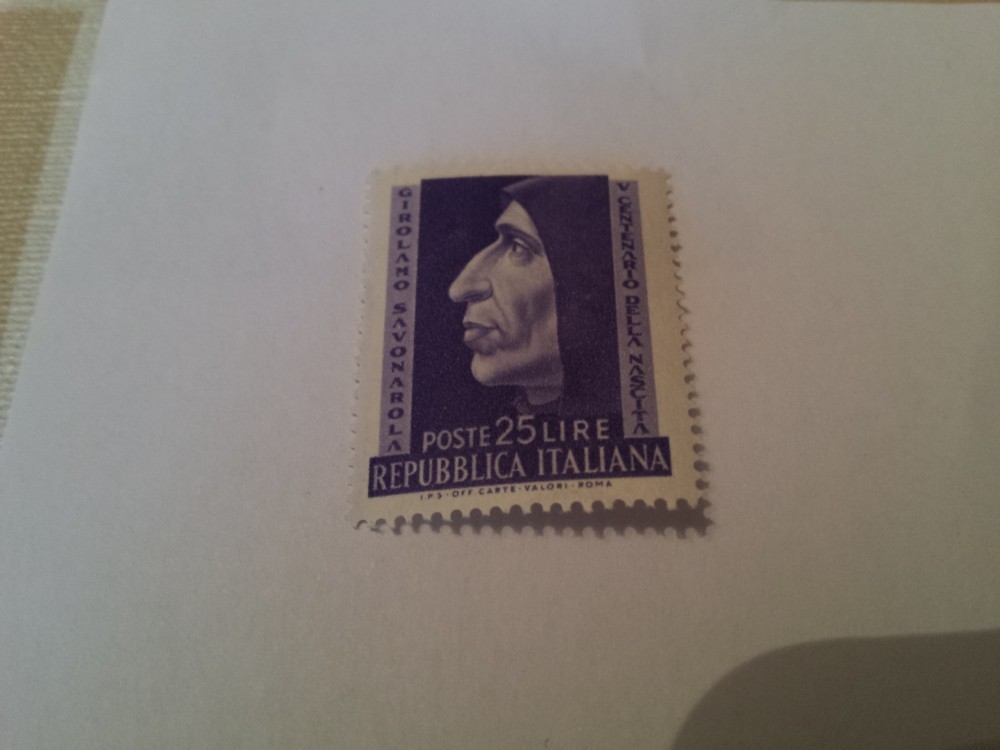 GIROLAMO SAVONAROLA
V CENTENARIO DELLA NASCITA
POSTE 25 LIRE
REPUBBLICA ITALIANA
I.P.S-OFF.CARTE-VALORI-ROMA